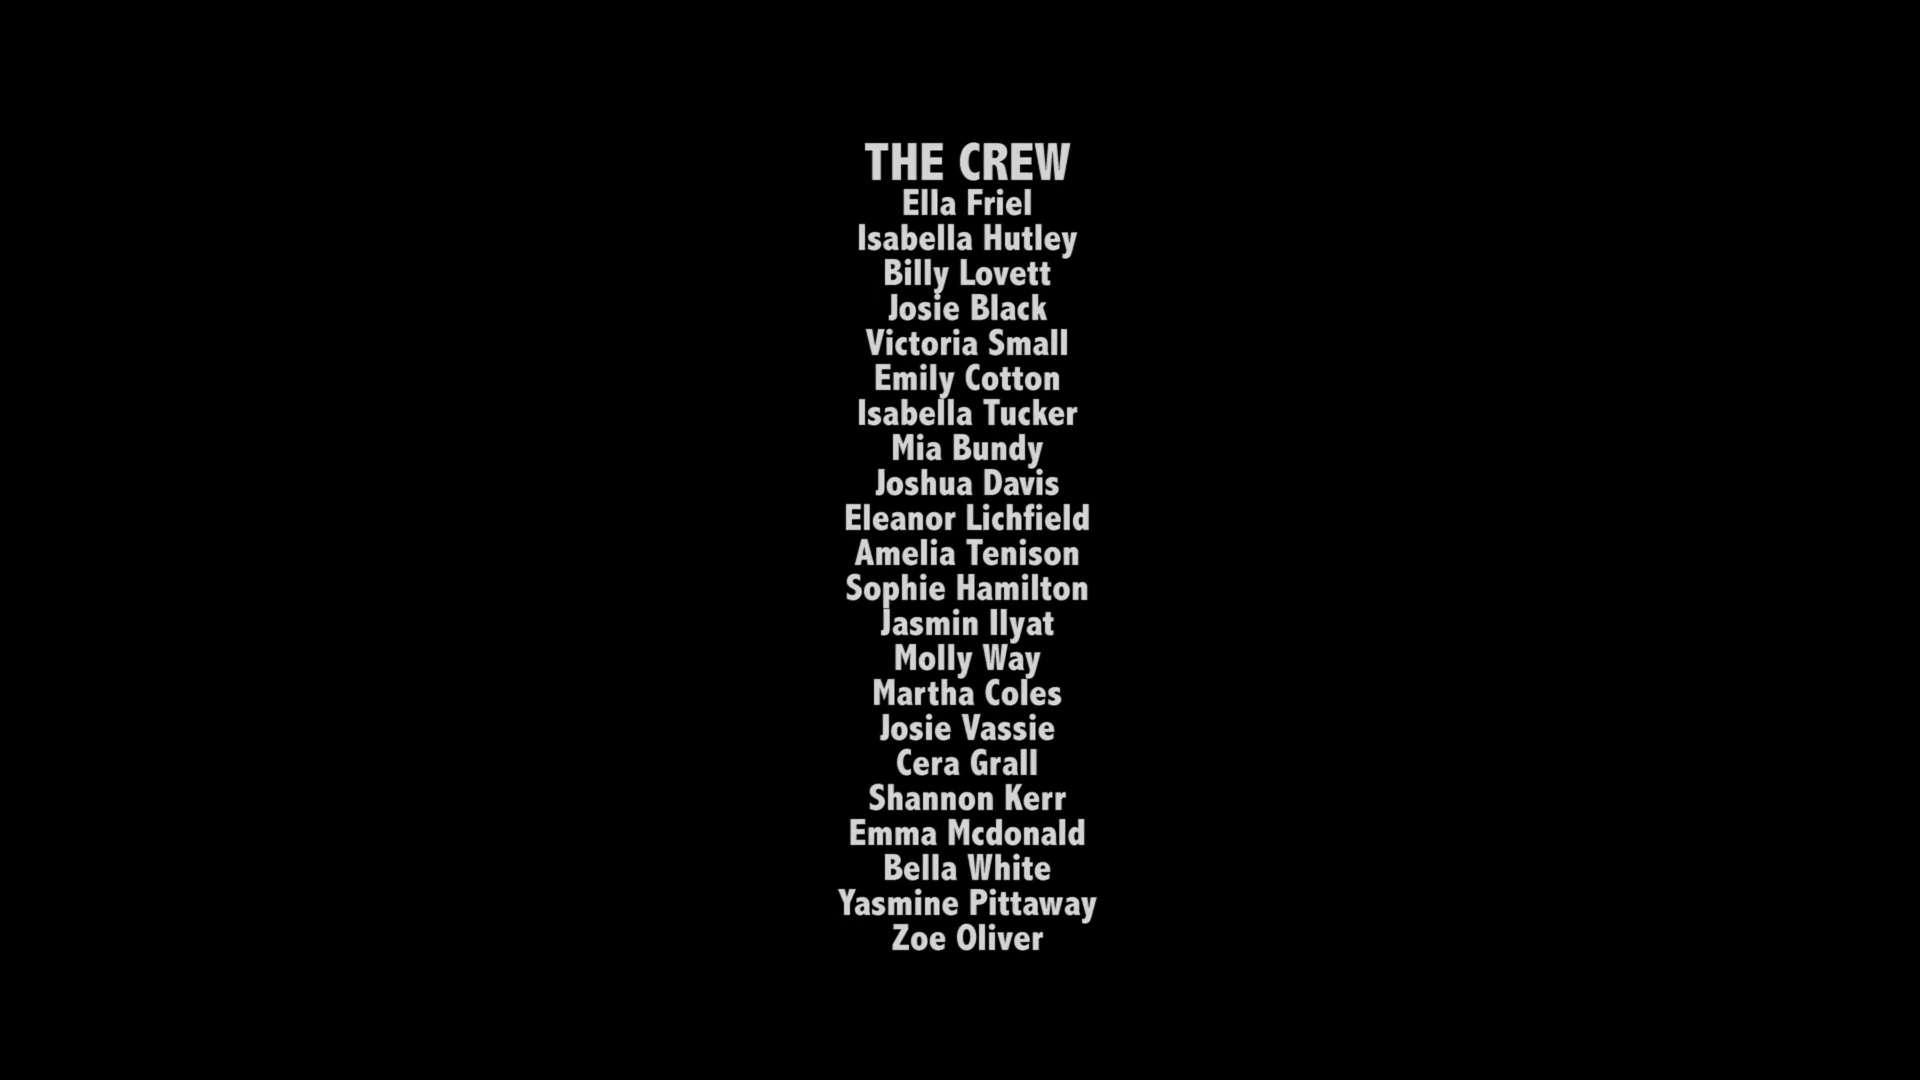 THE CREW
Ella Friel
Isabella Hutley
Billy Lovett
Josie Black
Victoria Small
Emily Cotton
Isabella Tucker
Mia Bundy
Joshua Davis
Eleanor Lichfield
Amelia Tenison
Sophie Hamilton
Jasmin Ilyat
Molly Way
Martha Coles
Josie Vassie
Cera Grall
Shannon Kerr
Emma Mcdonald
Bella White
Yasmine Pittaway
Zoe Oliver